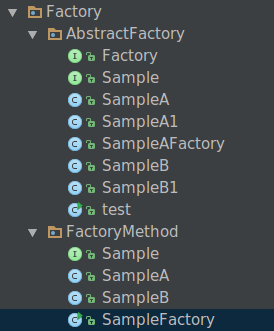 Factory
AbstractFactory
I Factory
I Sample
C SampleA
C SampleA1
C SampleAFactory
C SampleB
C SampleB1
C test
FactoryMethod
I Sample
C SampleA
C SampleB
C SampleFactory